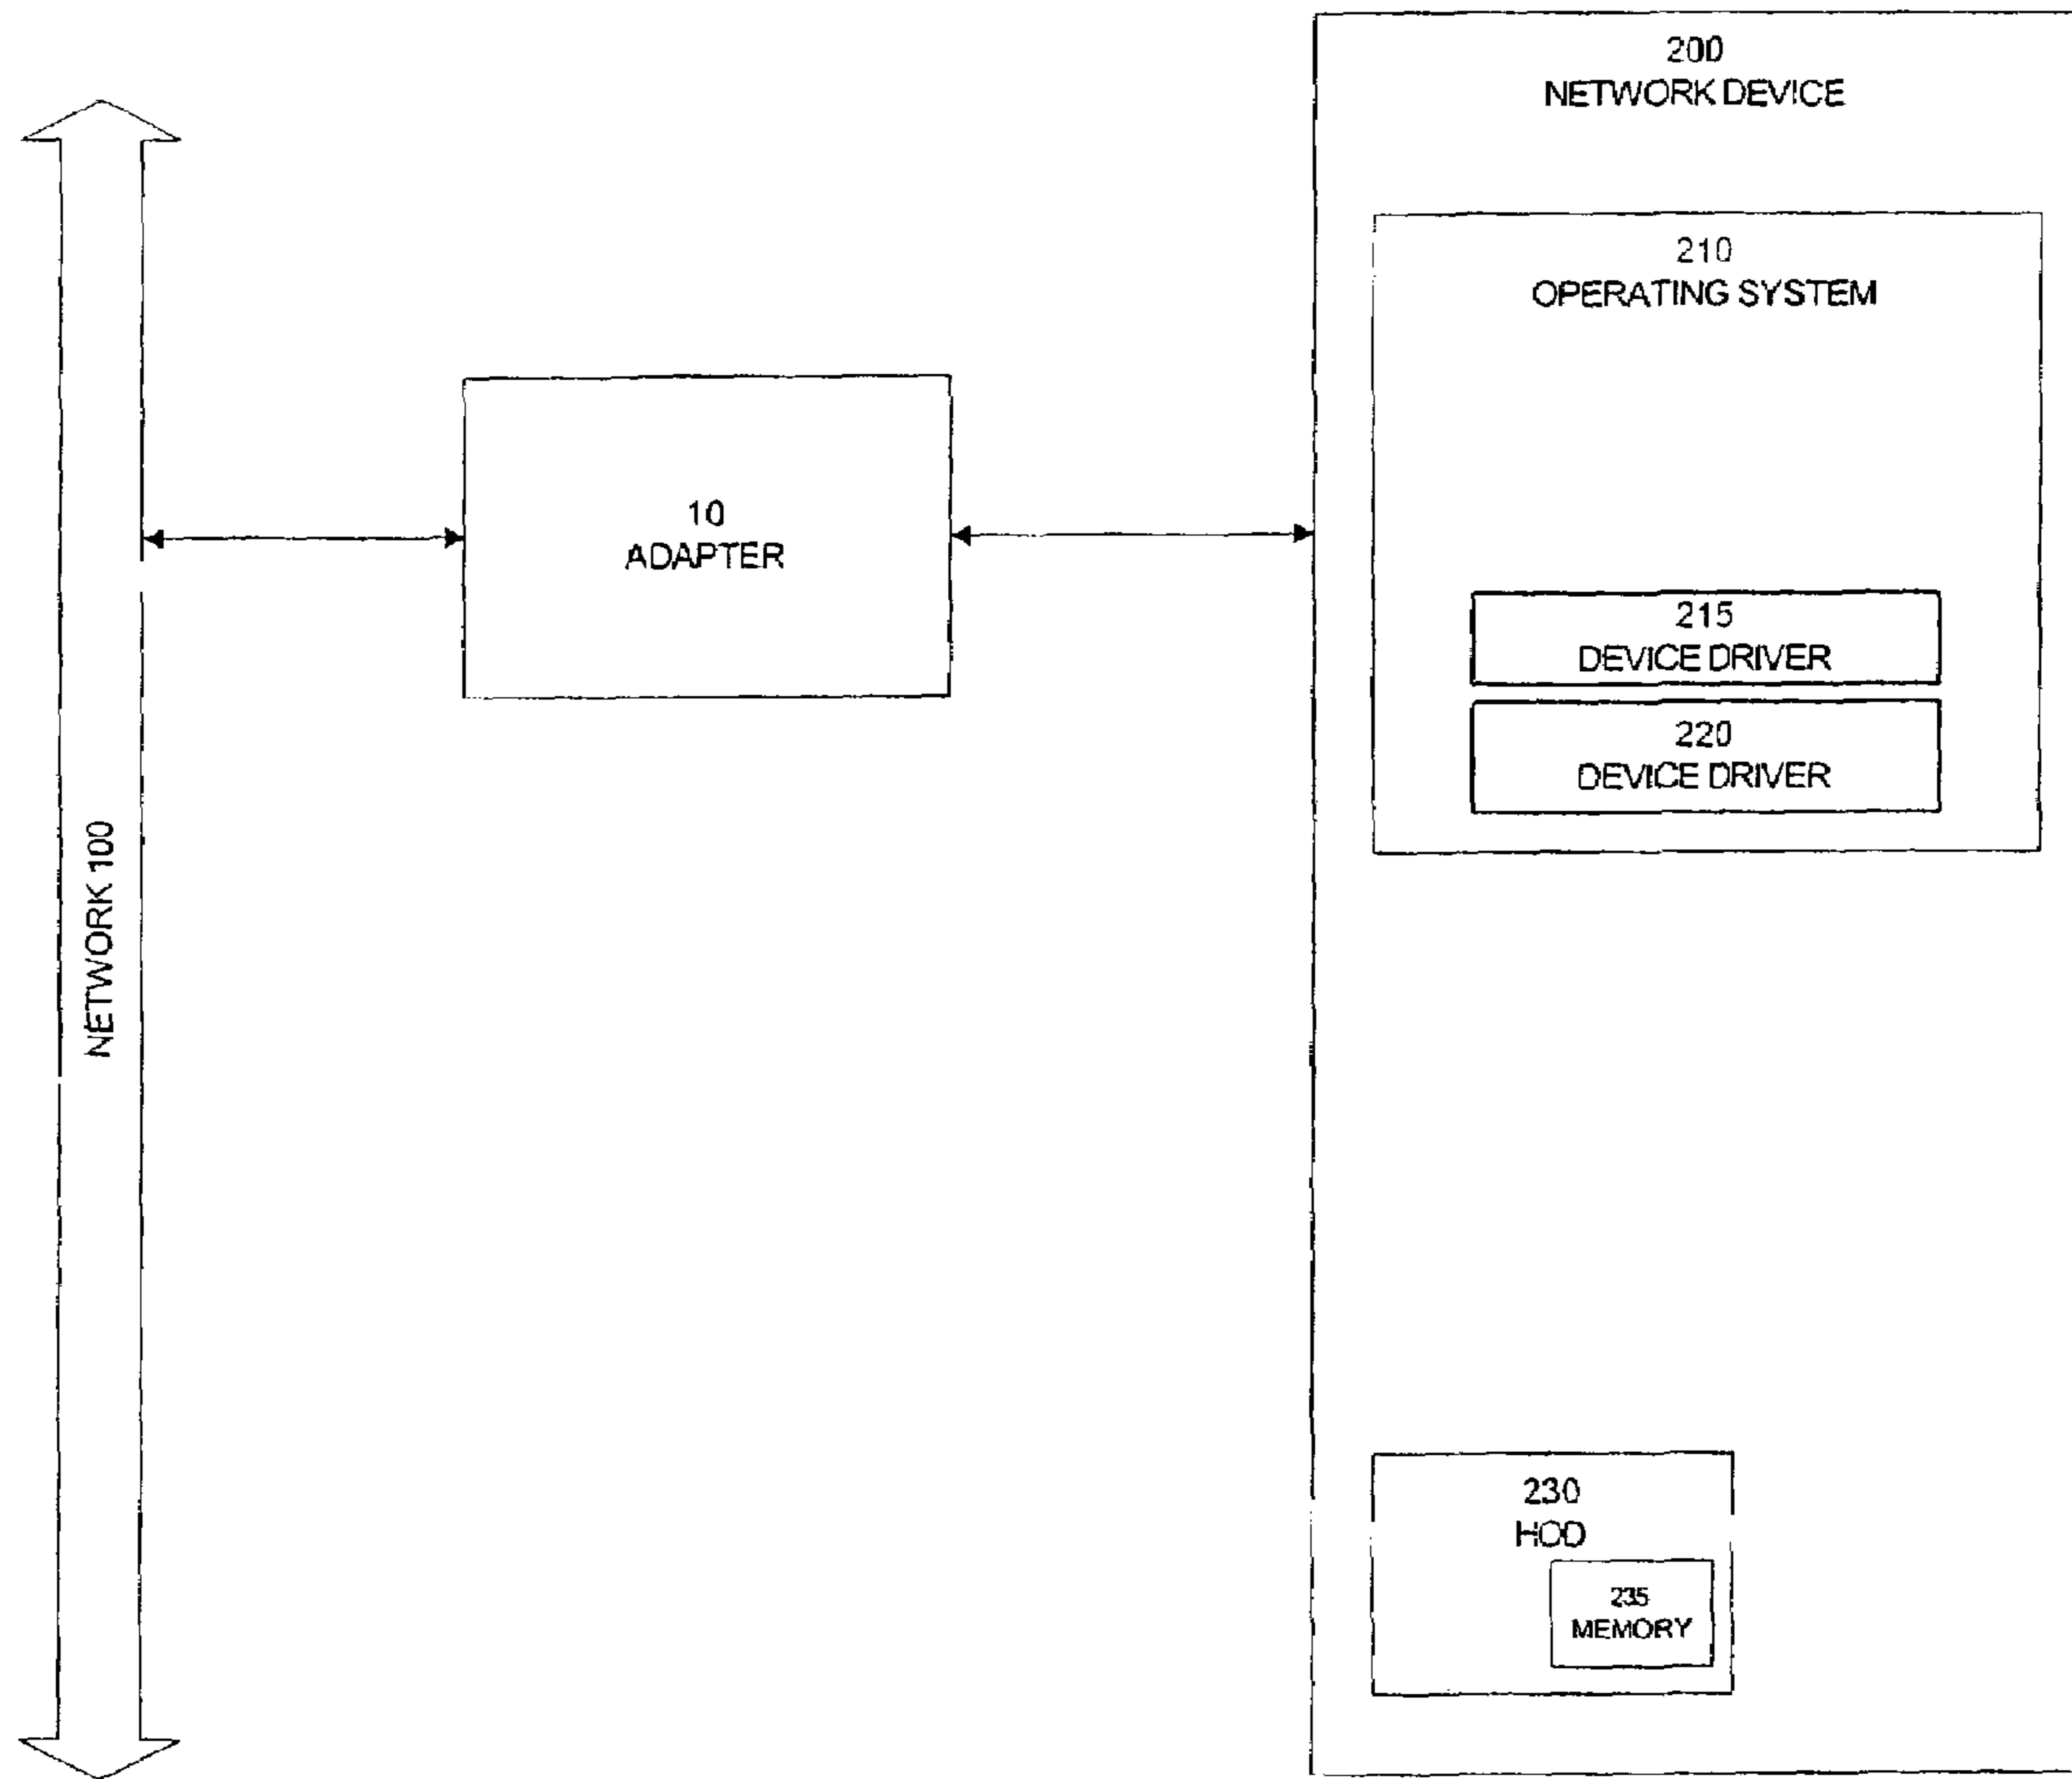 200
NETWORK DEVICE
210
OPERATING SYSTEM
10
ADAPTER
215
DEVICE DRIVER
220
DEVICE DRIVER
NETWORK 100
230
HOD
235
MEMORY